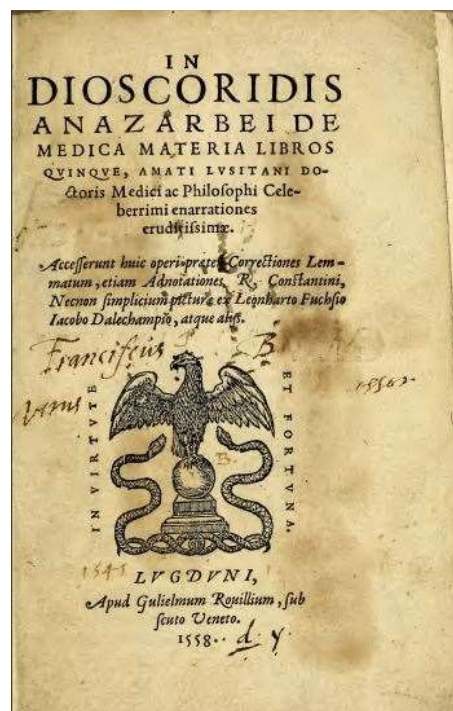 IN
DIOSCORIDIS
ANAZARBEI DE
MEDICA MATERIA LIBROS
QVINQVE, AMATI LVSITANI DO-
ctoris Medici ac Philoſophi Cele-
berrimi enarrationes
eruditiſsimæ.
Acceſſerunt huic operi præter Correctiones Lem-
matum, etiam Adnotationes R. Conſtantini,
Necnon ſimplicium picturæ ex Leonharto Fuchſio
Iacobo Dalechampio, atque alijs.
Franciſcus B
IN VIRTVTE
ET FORTVNA.
B.
1541
LVGDVNI,
Apud Gulielmum Rouillium, ſub
ſcuto Veneto.
1558. d. y.